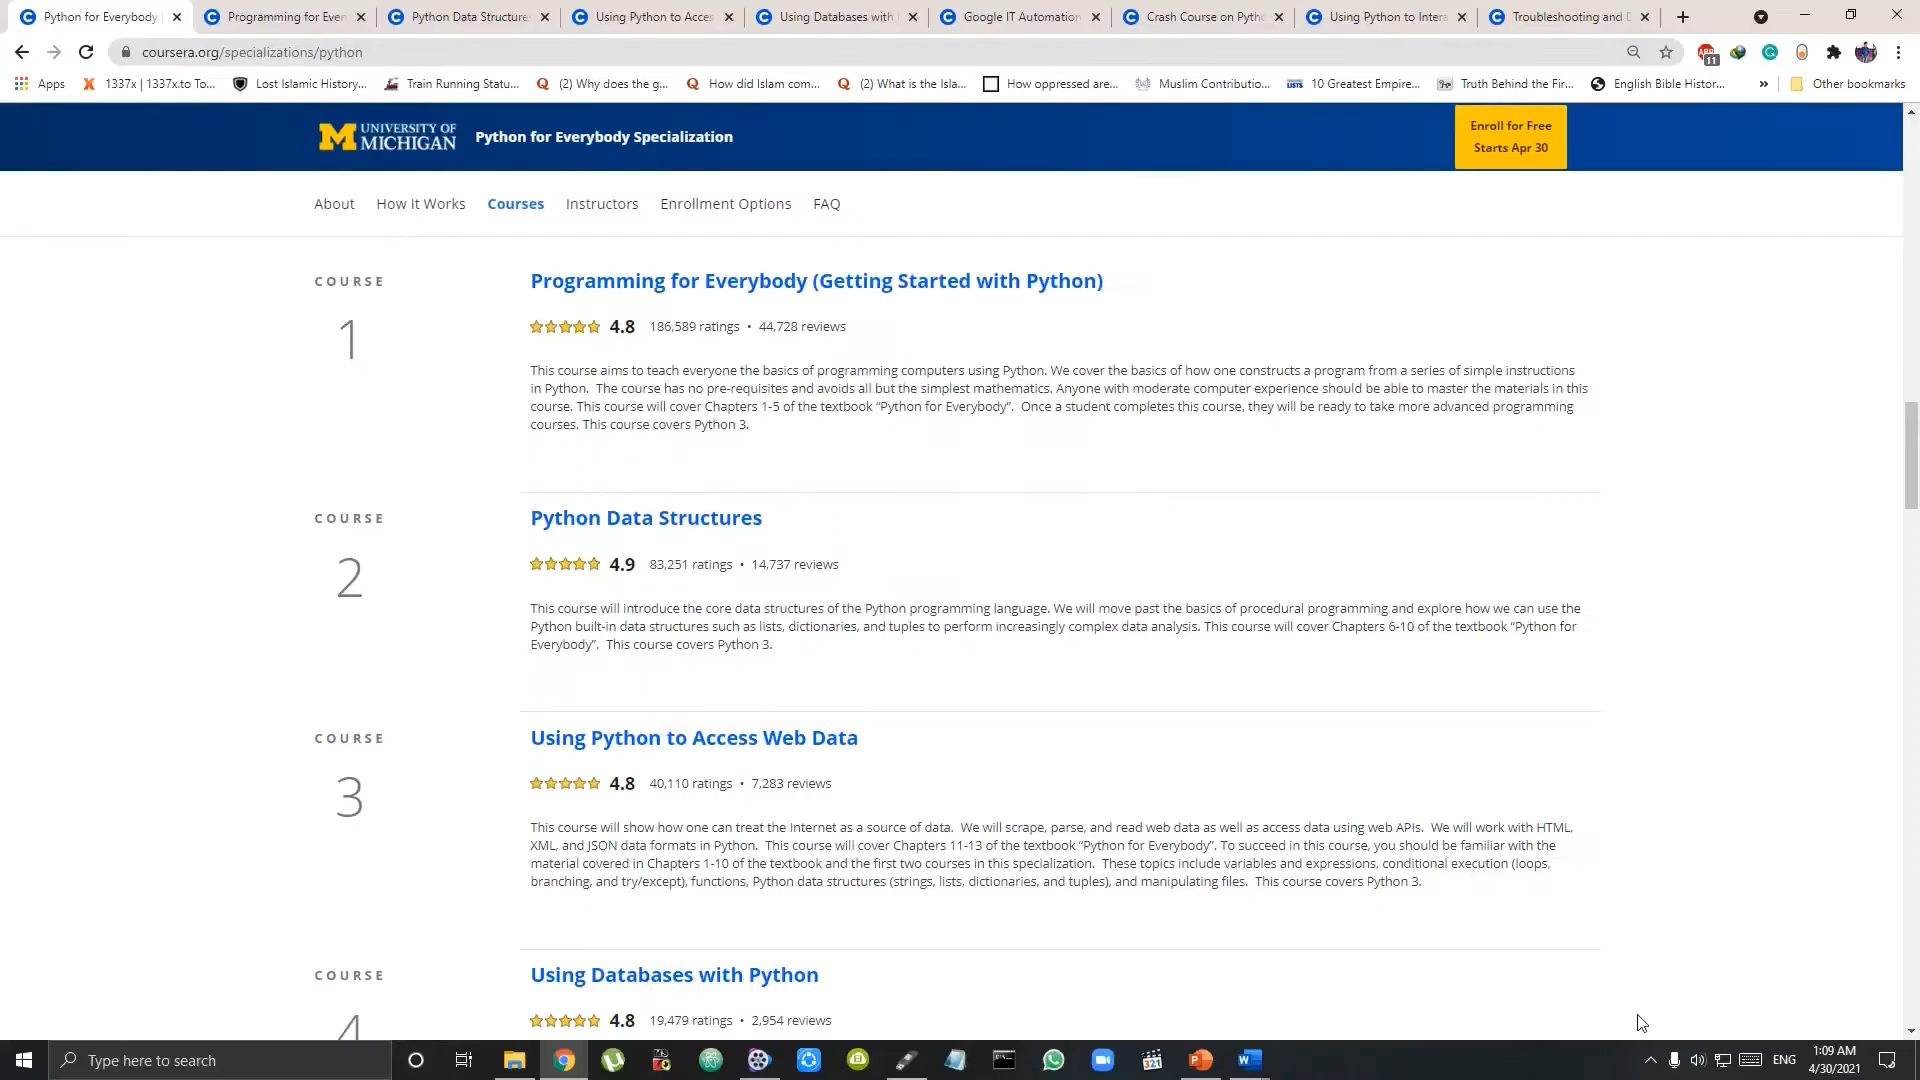 Python for Everybody
Programming for Ever
Python Data Structure
Using Python to Acces
Using Databases with
Google IT Automation
Crash Course on Pytho
Using Python to Intera
Troubleshooting and D
coursera.org/specializations/python
11
Apps
1337x | 1337x.to To...
Lost Islamic History...
Train Running Statu...
(2) Why does the g...
How did Islam com...
(2) What is the Isla...
How oppressed are...
Muslim Contributio...
LISTS
10 Greatest Empire...
Truth Behind the Fir...
English Bible Histor...
»
Other bookmarks
M UNIVERSITY OF MICHIGAN
Python for Everybody Specialization
Enroll for Free
Starts Apr 30
About
How It Works
Courses
Instructors
Enrollment Options
FAQ
COURSE
1
Programming for Everybody (Getting Started with Python)
4.8 186,589 ratings • 44,728 reviews
This course aims to teach everyone the basics of programming computers using Python. We cover the basics of how one constructs a program from a series of simple instructions
in Python. The course has no pre-requisites and avoids all but the simplest mathematics. Anyone with moderate computer experience should be able to master the materials in this
course. This course will cover Chapters 1-5 of the textbook “Python for Everybody”. Once a student completes this course, they will be ready to take more advanced programming
courses. This course covers Python 3.
COURSE
2
Python Data Structures
4.9 83,251 ratings • 14,737 reviews
This course will introduce the core data structures of the Python programming language. We will move past the basics of procedural programming and explore how we can use the
Python built-in data structures such as lists, dictionaries, and tuples to perform increasingly complex data analysis. This course will cover Chapters 6-10 of the textbook “Python for
Everybody”. This course covers Python 3.
COURSE
3
Using Python to Access Web Data
4.8 40,110 ratings • 7,283 reviews
This course will show how one can treat the Internet as a source of data. We will scrape, parse, and read web data as well as access data using web APIs. We will work with HTML,
XML, and JSON data formats in Python. This course will cover Chapters 11-13 of the textbook “Python for Everybody”. To succeed in this course, you should be familiar with the
material covered in Chapters 1-10 of the textbook and the first two courses in this specialization. These topics include variables and expressions, conditional execution (loops,
branching, and try/except), functions, Python data structures (strings, lists, dictionaries, and tuples), and manipulating files. This course covers Python 3.
COURSE
4
Using Databases with Python
4.8 19,479 ratings • 2,954 reviews
Type here to search
321
ENG
1:09 AM
4/30/2021